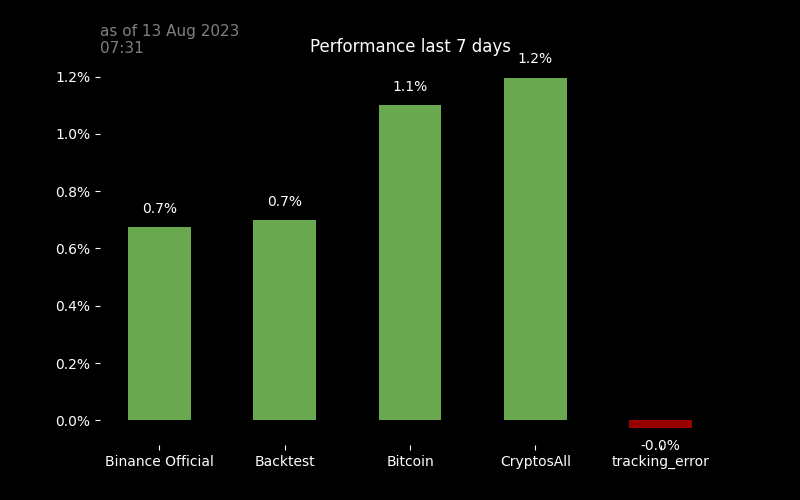 as of 13 Aug 2023
07:31
Performance last 7 days
1.2%
1.0%
0.8%
0.6%
0.4%
0.2%
0.0%
0.7%
0.7%
1.1%
1.2%
-0.0%
Binance Official
Backtest
Bitcoin
CryptosAll
tracking_error